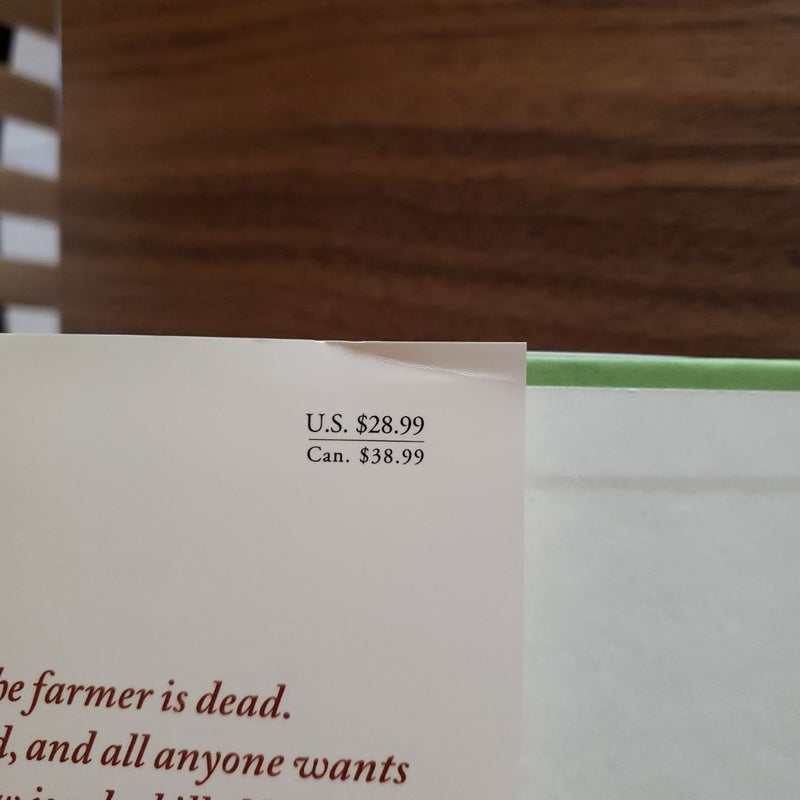 U.S. $28.99
Can. $38.99
farmer is dead.
and all anyone wants